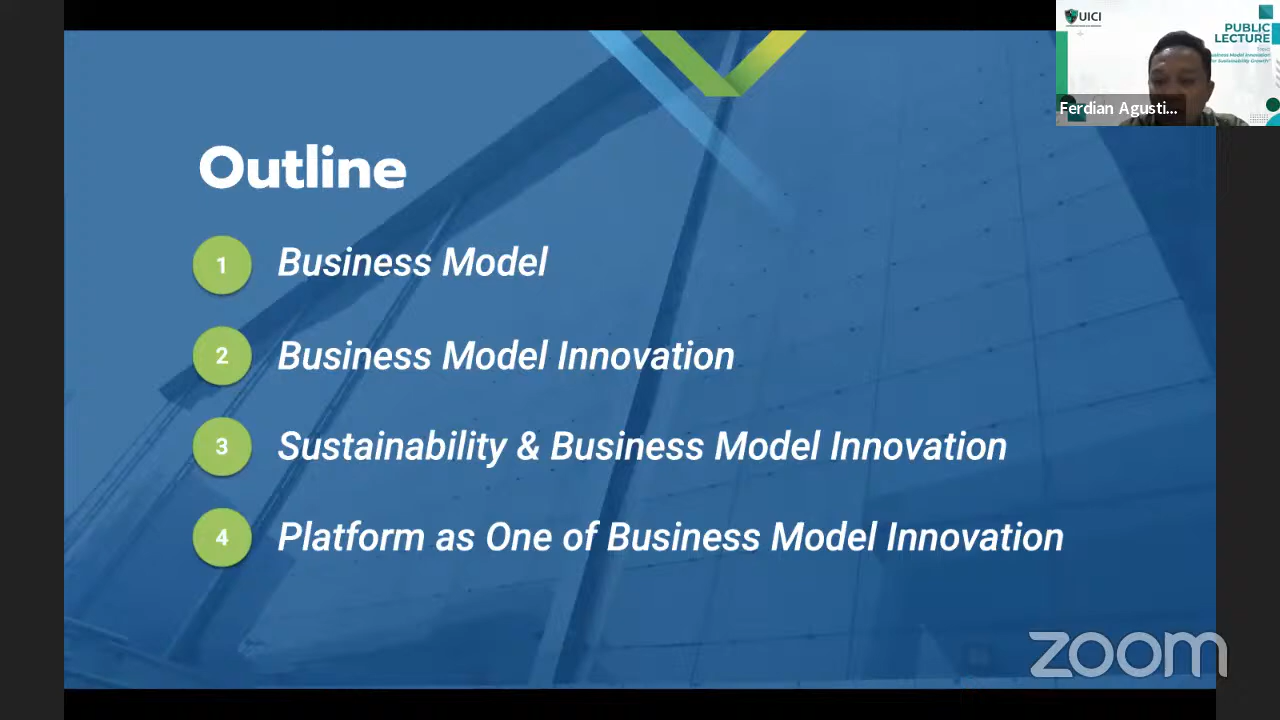 UICI
PUBLIC
LECTURE
Ferdian Agusti...
Outline
1 Business Model
2 Business Model Innovation
3 Sustainability & Business Model Innovation
4 Platform as One of Business Model Innovation
zoom